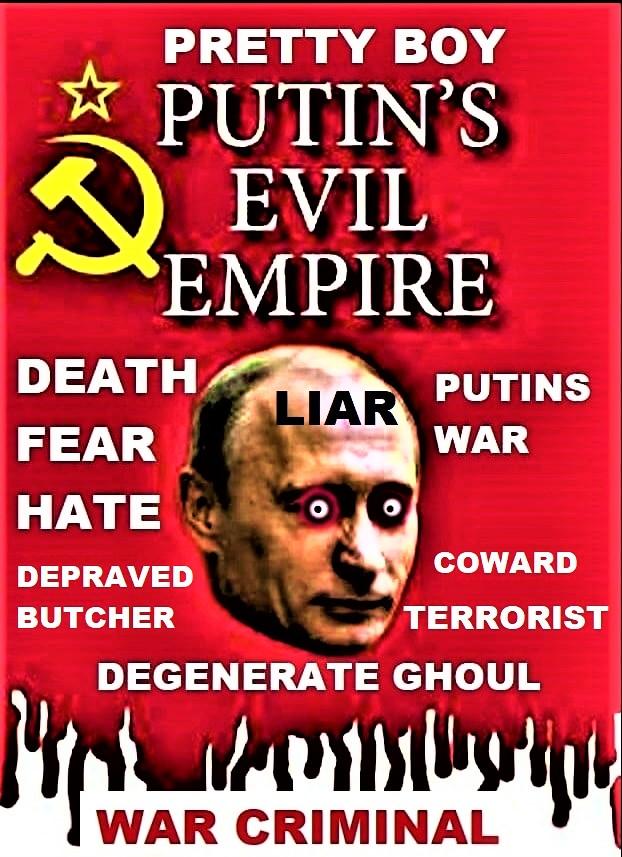 PRETTY BOY
PUTIN'S
EVIL
EMPIRE
DEATH
FEAR
HATE
DEPRAVED
BUTCHER
LIAR
PUTINS
WAR
COWARD
TERRORIST
DEGENERATE GHOUL
WAR CRIMINAL